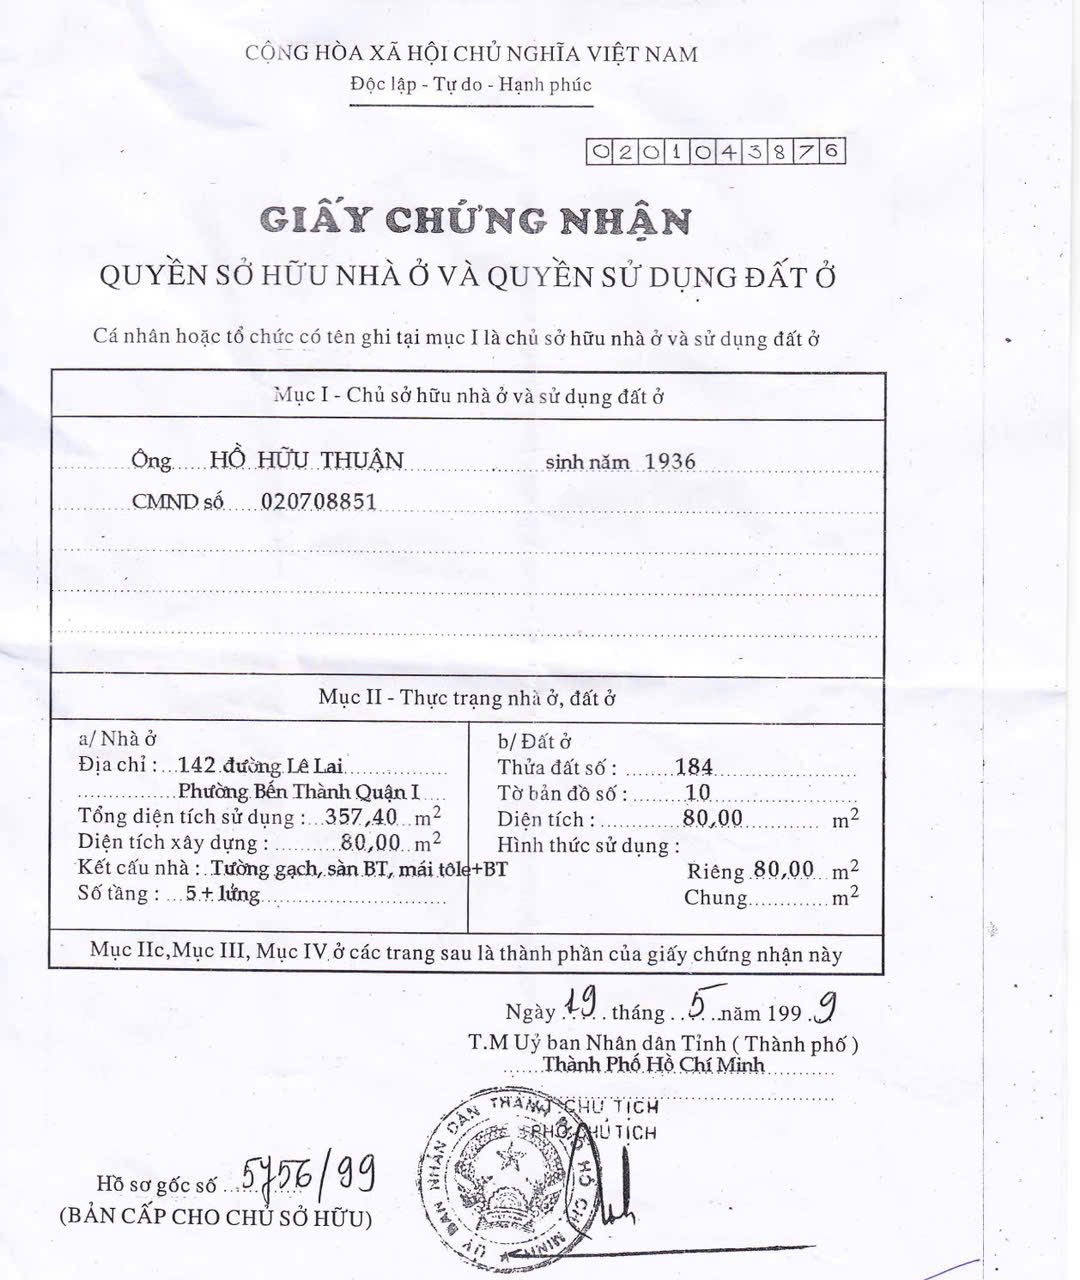 CỘNG HÒA XÃ HỘI CHỦ NGHĨA VIỆT NAM
Độc lập - Tự do - Hạnh phúc
0201043876
GIẤY CHỨNG NHẬN
QUYỀN SỞ HỮU NHÀ Ở VÀ QUYỀN SỬ DỤNG ĐẤT Ở
Cá nhân hoặc tổ chức có tên ghi tại mục I là chủ sở hữu nhà ở và sử dụng đất ở
Mục I - Chủ sở hữu nhà ở và sử dụng đất ở
Ông HỒ HỮU THUẬN sinh năm 1936
CMND số 020708851
Mục II - Thực trạng nhà ở, đất ở
a/ Nhà ở
Địa chỉ : 142 đường Lê Lai
Phường Bến Thành Quận I
Tổng diện tích sử dụng : 357,40 m2
Diện tích xây dựng : 80,00 m2
Kết cấu nhà : Tường gạch, sàn BT, mái tôle+BT
Số tầng : 5 + lửng
b/ Đất ở
Thửa đất số : 184
Tờ bản đồ số : 10
Diện tích : 80,00 m2
Hình thức sử dụng :
Riêng 80,00 m2
Chung m2
Mục IIc,Mục III, Mục IV ở các trang sau là thành phần của giấy chứng nhận này
Ngày 19 tháng 5 năm 1999
T.M Uỷ ban Nhân dân Tỉnh ( Thành phố )
Thành Phố Hồ Chí Minh
CHỦ TỊCH
PHÓ CHỦ TỊCH
ỦY BAN NHÂN DÂN THÀNH PHỐ HỒ CHÍ MINH
Hồ sơ gốc số 5756/99
(BẢN CẤP CHO CHỦ SỞ HỮU)